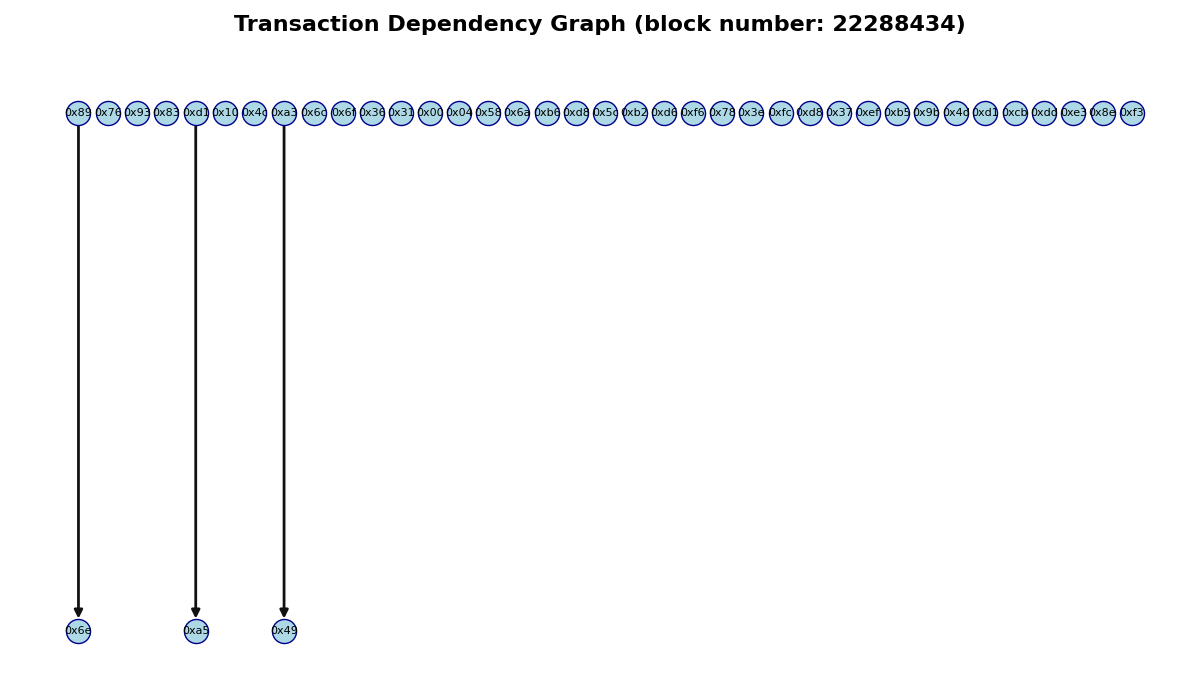 Transaction Dependency Graph (block number: 22288434)
0x89 0x76 0x93 0x83 0xd1 0x10 0x4c 0xa3 0x6c 0x6f 0x36 0x31 0x00 0x04 0x58 0x6a 0xb6 0xd8 0x5c 0xb2 0xd6 0xf6 0x78 0x3e 0xfc 0xd8 0x37 0xef 0xb5 0x9b 0x4d 0xd1 0xcb 0xdd 0xe3 0x8e 0xf3
0x6e 0xa5 0x49